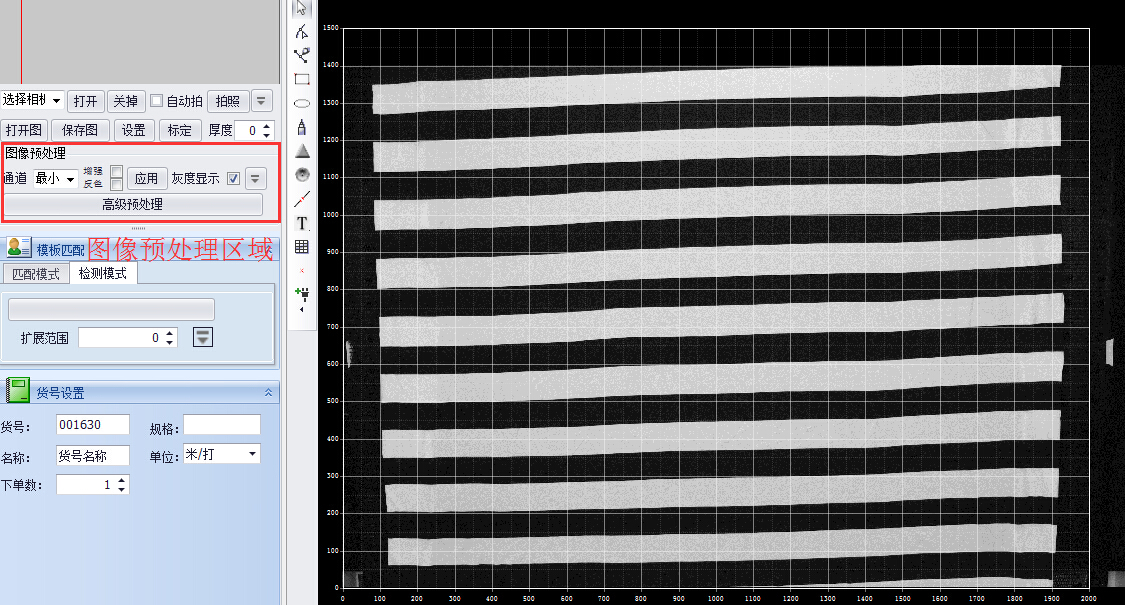 选择相机 打开 关掉 自动拍 拍照
打开图 保存图 设置 标定 厚度 0
图像预处理
通道 最小 增强 反色 应用 灰度显示
高级预处理
模板匹配 图像预处理区域
匹配模式 检测模式
扩展范围 0
货号设置
货号: 001630 规格:
名称: 货号名称 单位: 米/打
下单数: 1
T
1500
1400
1300
1200
1100
1000
900
800
700
600
500
400
300
200
100
0
0 100 200 300 400 500 600 700 800 900 1000 1100 1200 1300 1400 1500 1600 1700 1800 1900 2000